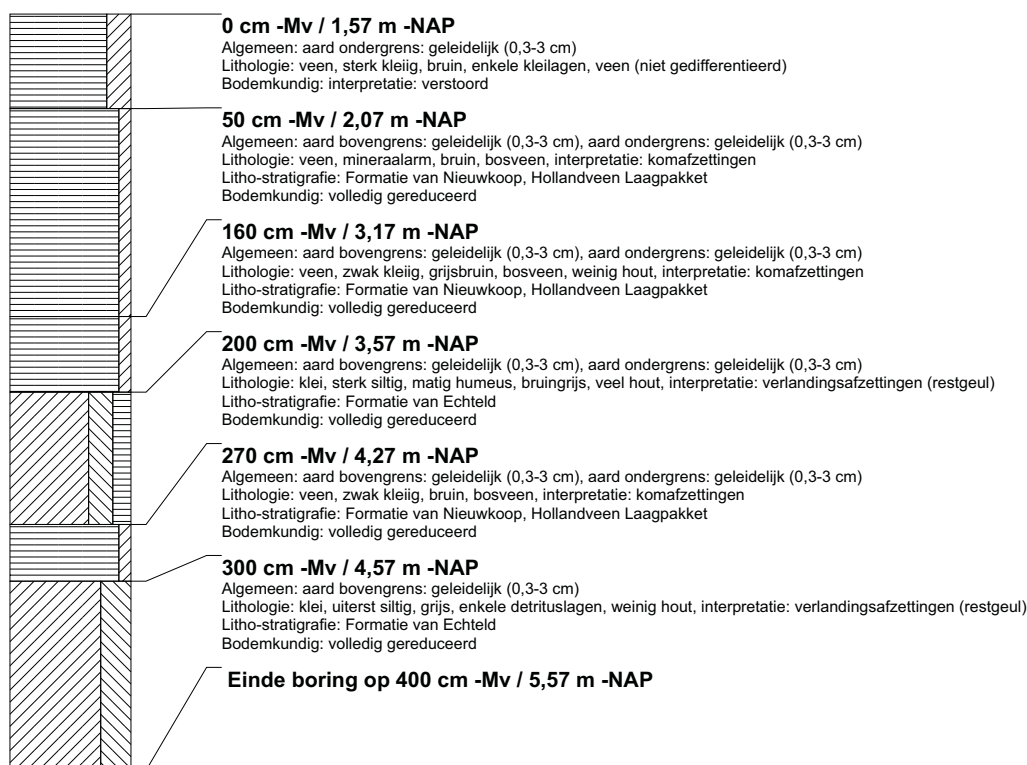 0 cm -Mv / 1,57 m -NAP
Algemeen: aard ondergrens: geleidelijk (0,3-3 cm)
Lithologie: veen, sterk kleiig, bruin, enkele kleilagen, veen (niet gedifferentieerd)
Bodemkundig: interpretatie: verstoord
50 cm -Mv / 2,07 m -NAP
Algemeen: aard bovengrens: geleidelijk (0,3-3 cm), aard ondergrens: geleidelijk (0,3-3 cm)
Lithologie: veen, mineraalarm, bruin, bosveen, interpretatie: komafzettingen
Litho-stratigrafie: Formatie van Nieuwkoop, Hollandveen Laagpakket
Bodemkundig: volledig gereduceerd
160 cm -Mv / 3,17 m -NAP
Algemeen: aard bovengrens: geleidelijk (0,3-3 cm), aard ondergrens: geleidelijk (0,3-3 cm)
Lithologie: veen, zwak kleiig, grijsbruin, bosveen, weinig hout, interpretatie: komafzettingen
Litho-stratigrafie: Formatie van Nieuwkoop, Hollandveen Laagpakket
Bodemkundig: volledig gereduceerd
200 cm -Mv / 3,57 m -NAP
Algemeen: aard bovengrens: geleidelijk (0,3-3 cm), aard ondergrens: geleidelijk (0,3-3 cm)
Lithologie: klei, sterk siltig, matig humeus, bruingrijs, veel hout, interpretatie: verlandingsafzettingen (restgeul)
Litho-stratigrafie: Formatie van Echteld
Bodemkundig: volledig gereduceerd
270 cm -Mv / 4,27 m -NAP
Algemeen: aard bovengrens: geleidelijk (0,3-3 cm), aard ondergrens: geleidelijk (0,3-3 cm)
Lithologie: veen, zwak kleiig, bruin, bosveen, interpretatie: komafzettingen
Litho-stratigrafie: Formatie van Nieuwkoop, Hollandveen Laagpakket
Bodemkundig: volledig gereduceerd
300 cm -Mv / 4,57 m -NAP
Algemeen: aard bovengrens: geleidelijk (0,3-3 cm)
Lithologie: klei, uiterst siltig, grijs, enkele detrituslagen, weinig hout, interpretatie: verlandingsafzettingen (restgeul)
Litho-stratigrafie: Formatie van Echteld
Bodemkundig: volledig gereduceerd
Einde boring op 400 cm -Mv / 5,57 m -NAP